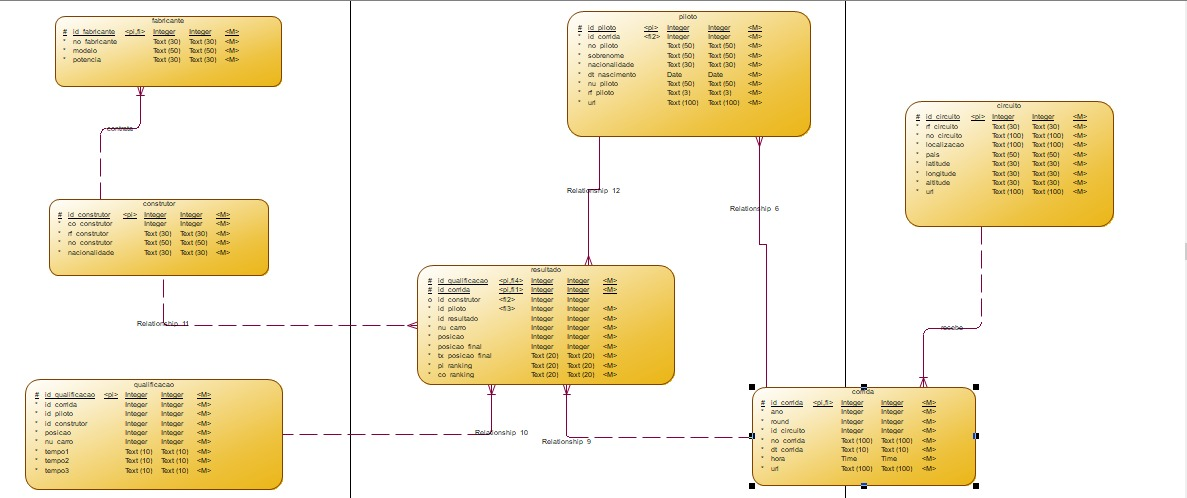 fabricante
# id_fabricante <pi,fi> Integer Integer <M>
* no_fabricante Text (30) Text (30) <M>
* modelo Text (50) Text (50) <M>
* potencia Text (30) Text (30) <M>
contrata
construtor
# id_construtor <pi> Integer Integer <M>
* co_construtor Integer Integer <M>
* rf_construtor Text (30) Text (30) <M>
* no_construtor Text (50) Text (50) <M>
* nacionalidade Text (30) Text (30) <M>
Relationship_11
qualificacao
# id_qualificacao <pi> Integer Integer <M>
* id_corrida Integer Integer <M>
* id_piloto Integer Integer <M>
* id_construtor Integer Integer <M>
* posicao Integer Integer <M>
* nu_carro Integer Integer <M>
* tempo1 Text (10) Text (10) <M>
* tempo2 Text (10) Text (10) <M>
* tempo3 Text (10) Text (10) <M>
piloto
# id_piloto <pi> Integer Integer <M>
* id_corrida <fi2> Integer Integer <M>
* no_piloto Text (50) Text (50) <M>
* sobrenome Text (50) Text (50) <M>
* nacionalidade Text (30) Text (30) <M>
* dt_nascimento Date Date <M>
* nu_piloto Text (50) Text (50) <M>
* rf_piloto Text (3) Text (3) <M>
* url Text (100) Text (100) <M>
Relationship_12
Relationship_6
resultado
# id_qualificacao <pi,fi4> Integer Integer <M>
# id_corrida <pi,fi1> Integer Integer <M>
o id_construtor <fi2> Integer Integer
* id_piloto <fi3> Integer Integer <M>
* id_resultado Integer Integer <M>
* nu_carro Integer Integer <M>
* posicao Integer Integer <M>
* posicao_final Integer Integer <M>
* tx_posicao_final Text (20) Text (20) <M>
* pl_ranking Text (20) Text (20) <M>
* co_ranking Text (20) Text (20) <M>
Relationship_10
Relationship_9
circuito
# id_circuito <pi> Integer Integer <M>
* rf_circuito Text (30) Text (30) <M>
* no_circuito Text (100) Text (100) <M>
* localizacao Text (100) Text (100) <M>
* pais Text (50) Text (50) <M>
* latitude Text (30) Text (30) <M>
* longitude Text (30) Text (30) <M>
* altitude Text (30) Text (30) <M>
* url Text (100) Text (100) <M>
recebe
corrida
# id_corrida <pi,fi> Integer Integer <M>
* ano Integer Integer <M>
* round Integer Integer <M>
* id_circuito Integer Integer <M>
* no_corrida Text (100) Text (100) <M>
* dt_corrida Text (10) Text (10) <M>
* hora Time Time <M>
* url Text (100) Text (100) <M>